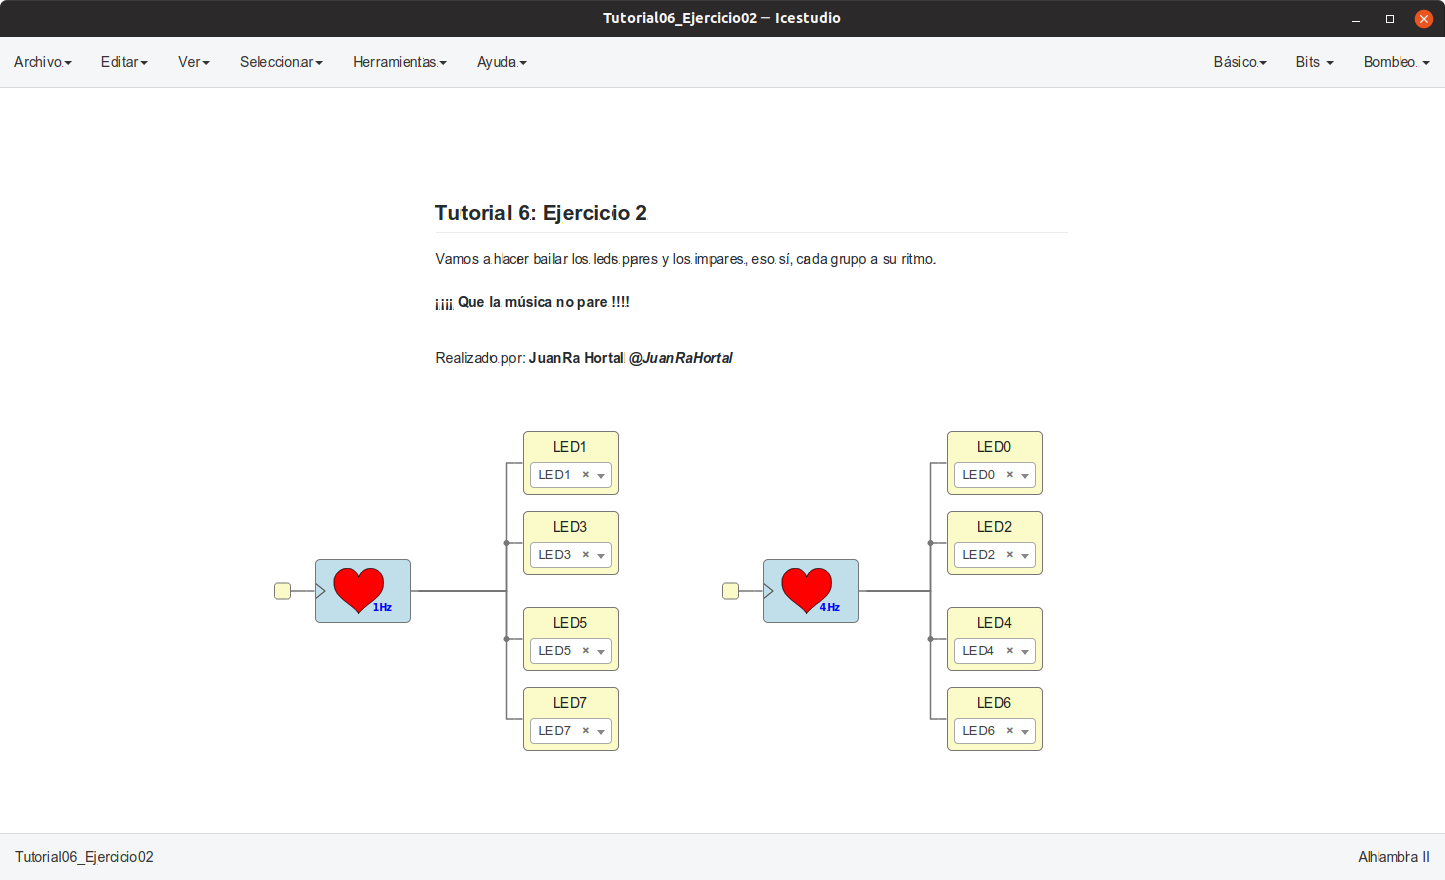 Tutorial06_Ejercicio02 — Icestudio
Archivo Editar Ver Seleccionar Herramientas Ayuda Básico Bits Bombeo
Tutorial 6: Ejercicio 2
Vamos a hacer bailar los leds pares y los impares, eso sí, cada grupo a su ritmo.
¡¡¡¡ Que la música no pare !!!!
Realizado por: JuanRa Hortal @JuanRaHortal
LED1
LED1
LED3
LED3
1Hz
LED5
LED5
LED7
LED7
LED0
LED0
LED2
LED2
4Hz
LED4
LED4
LED6
LED6
Tutorial06_Ejercicio02 Alhambra II